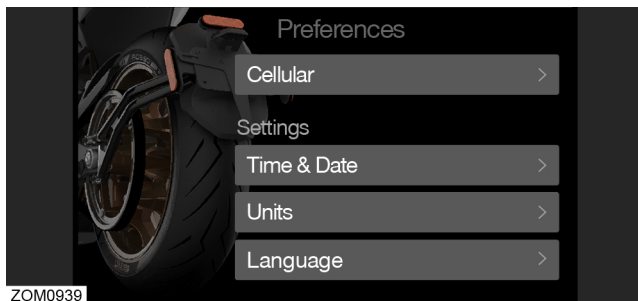 Preferences
Cellular
Settings
Time & Date
Units
Language
ZOM0939